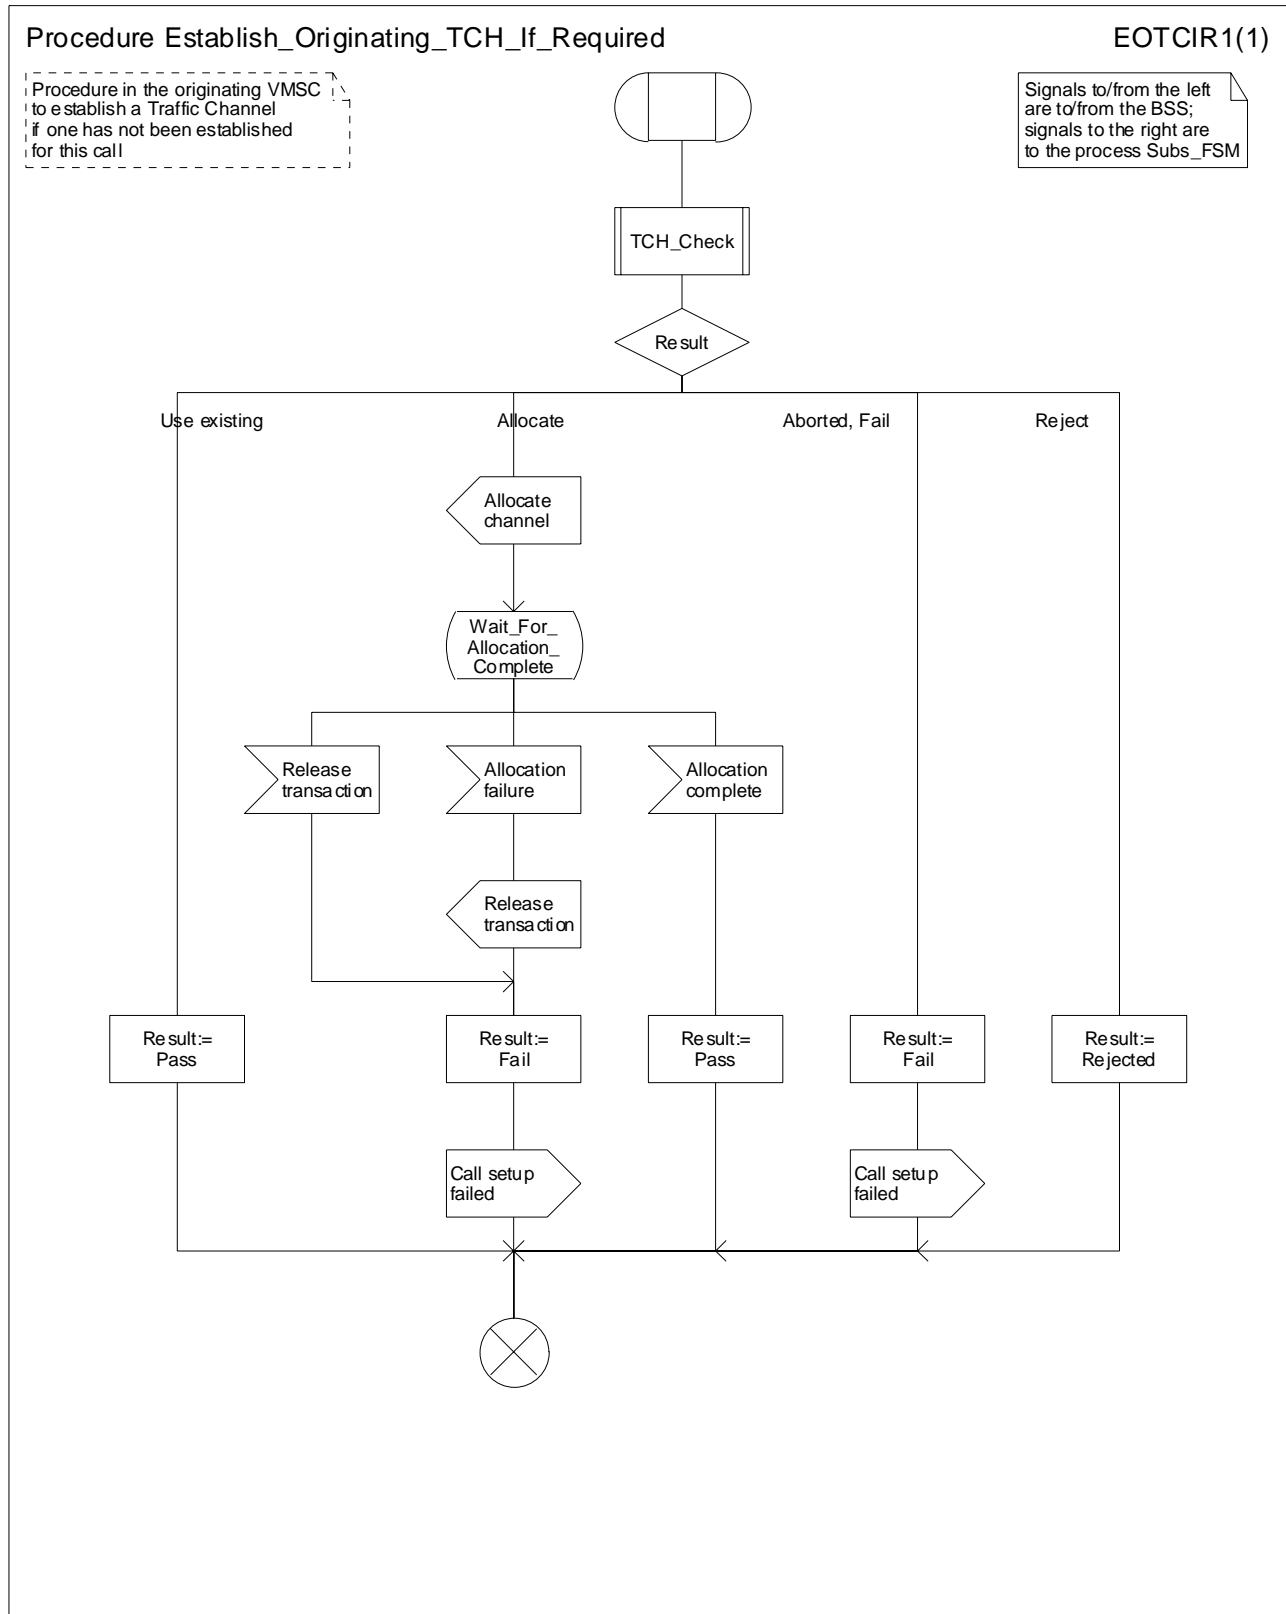 Procedure Establish_Originating_TCH_If_Required
EOTCIR1(1)
Procedure in the originating VMSC
to establish a Traffic Channel
if one has not been established
for this call
Signals to/from the left
are to/from the BSS;
signals to the right are
to the process Subs_FSM
TCH_Check
Result
Use existing
Allocate
Aborted, Fail
Reject
Allocate
channel
Wait_For_
Allocation_
Complete
Release
transaction
Allocation
failure
Allocation
complete
Release
transaction
Result:=
Pass
Result:=
Fail
Result:=
Pass
Result:=
Fail
Result:=
Rejected
Call setup
failed
Call setup
failed